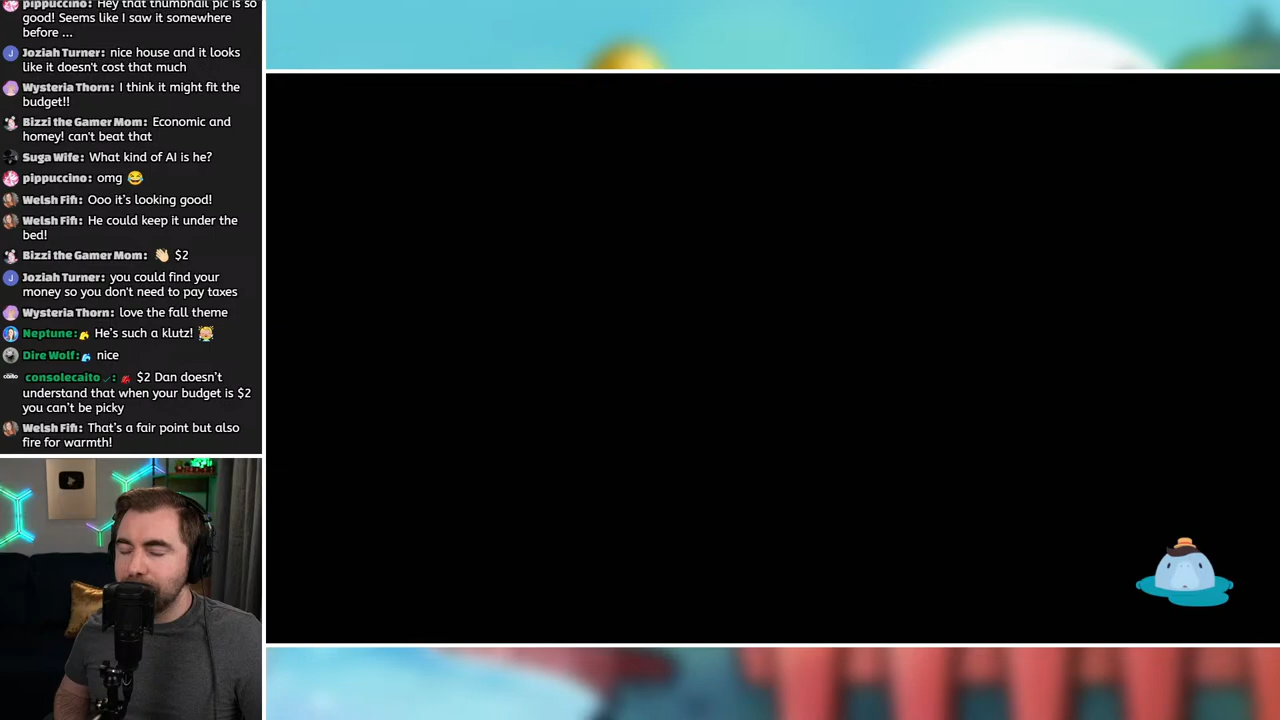 pippuccino: Hey that thumbnail pic is so
good! Seems like I saw it somewhere
before ...
Joziah Turner: nice house and it looks
like it doesn't cost that much
Wysteria Thorn: I think it might fit the
budget!!
Bizzi the Gamer Mom: Economic and
homey! can't beat that
Suga Wife: What kind of AI is he?
pippuccino: omg 😂
Welsh Fifi: Ooo it's looking good!
Welsh Fifi: He could keep it under the
bed!
Bizzi the Gamer Mom: 👏🏻 $2
Joziah Turner: you could find your
money so you don't need to pay taxes
Wysteria Thorn: love the fall theme
Neptune: He's such a klutz!
Dire Wolf: nice
consolecaito ✓: $2 Dan doesn't
understand that when your budget is $2
you can't be picky
Welsh Fifi: That's a fair point but also
fire for warmth!